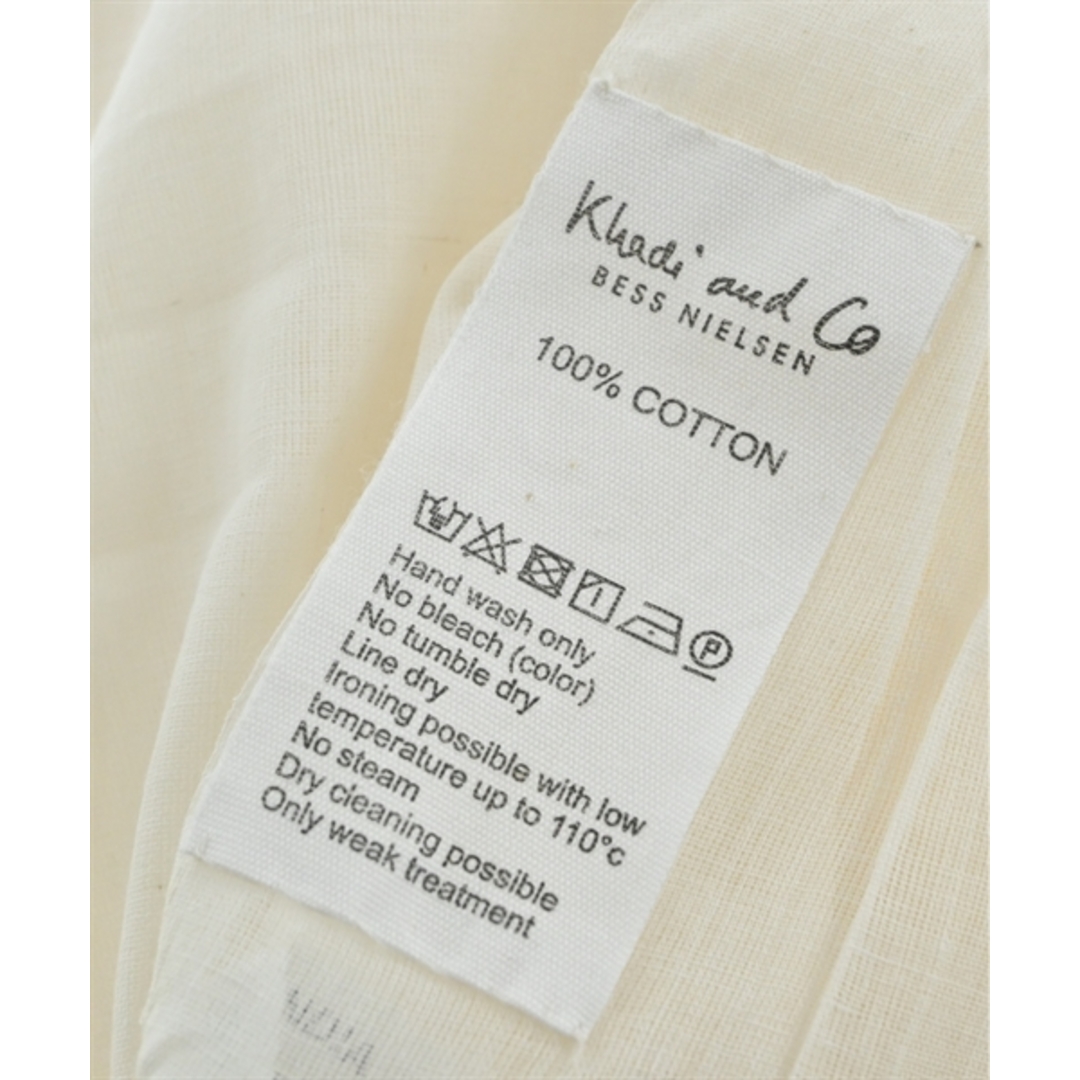 Khadi and Co
BESS NIELSEN
100% COTTON
P
Hand wash only
No bleach (color)
No tumble dry
Line dry
Ironing possible with low
temperature up to 110°c
No steam
Dry cleaning possible
Only weak treatment